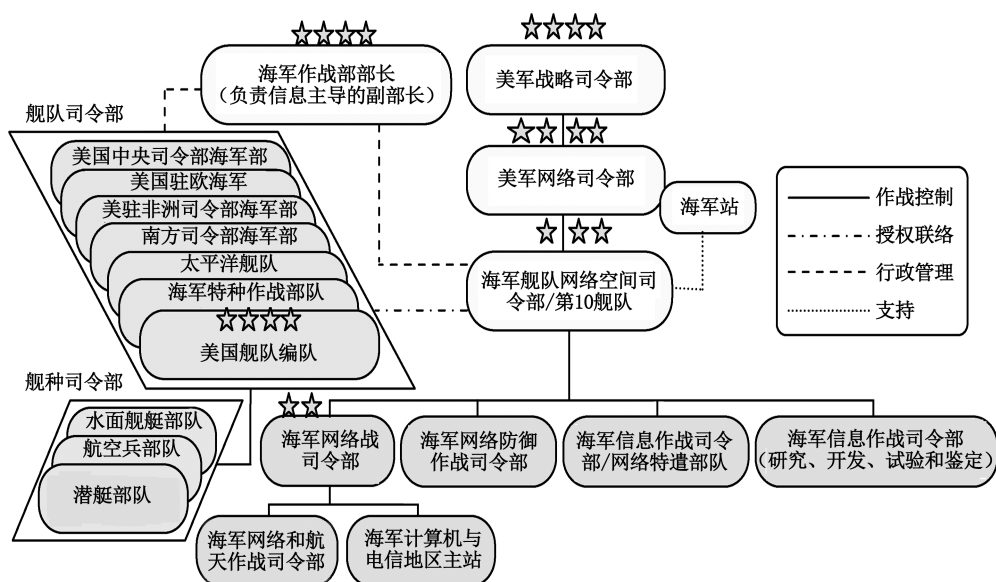 海军作战部部长
（负责信息主导的副部长）
美军战略司令部
舰队司令部
美国中央司令部海军部
美国驻欧海军
美驻非洲司令部海军部
南方司令部海军部
太平洋舰队
海军特种作战部队
美国舰队编队
美军网络司令部
海军站
海军舰队网络空间司
令部/第10舰队
作战控制
授权联络
行政管理
支持
舰种司令部
水面舰艇部队
航空兵部队
潜艇部队
海军网络战
司令部
海军网络防御
作战司令部
海军信息作战司令
部/网络特遣部队
海军信息作战司令部
（研究、开发、试验和鉴定）
海军网络和航
天作战司令部
海军计算机与
电信地区主站